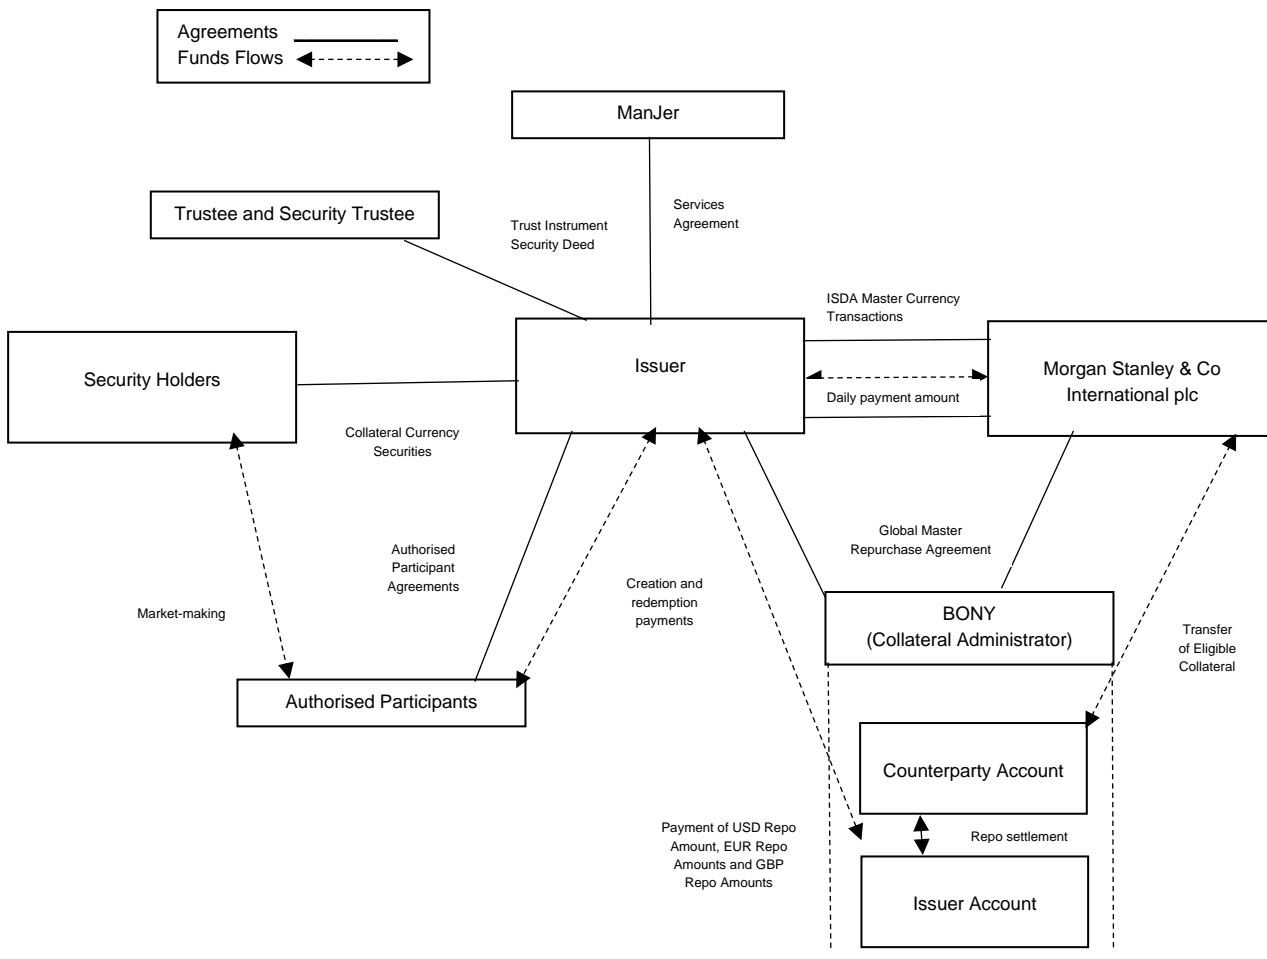 Agreements
Funds Flows
ManJer
Trustee and Security Trustee
Trust Instrument
Security Deed
Services
Agreement
ISDA Master Currency
Transactions
Security Holders
Issuer
Morgan Stanley & Co
International plc
Daily payment amount
Collateral Currency
Securities
Authorised
Participant
Agreements
Creation and
redemption
payments
Global Master
Repurchase Agreement
Market-making
BONY
(Collateral Administrator)
Transfer
of Eligible
Collateral
Authorised Participants
Counterparty Account
Payment of USD Repo
Amount, EUR Repo
Amounts and GBP
Repo Amounts
Repo settlement
Issuer Account